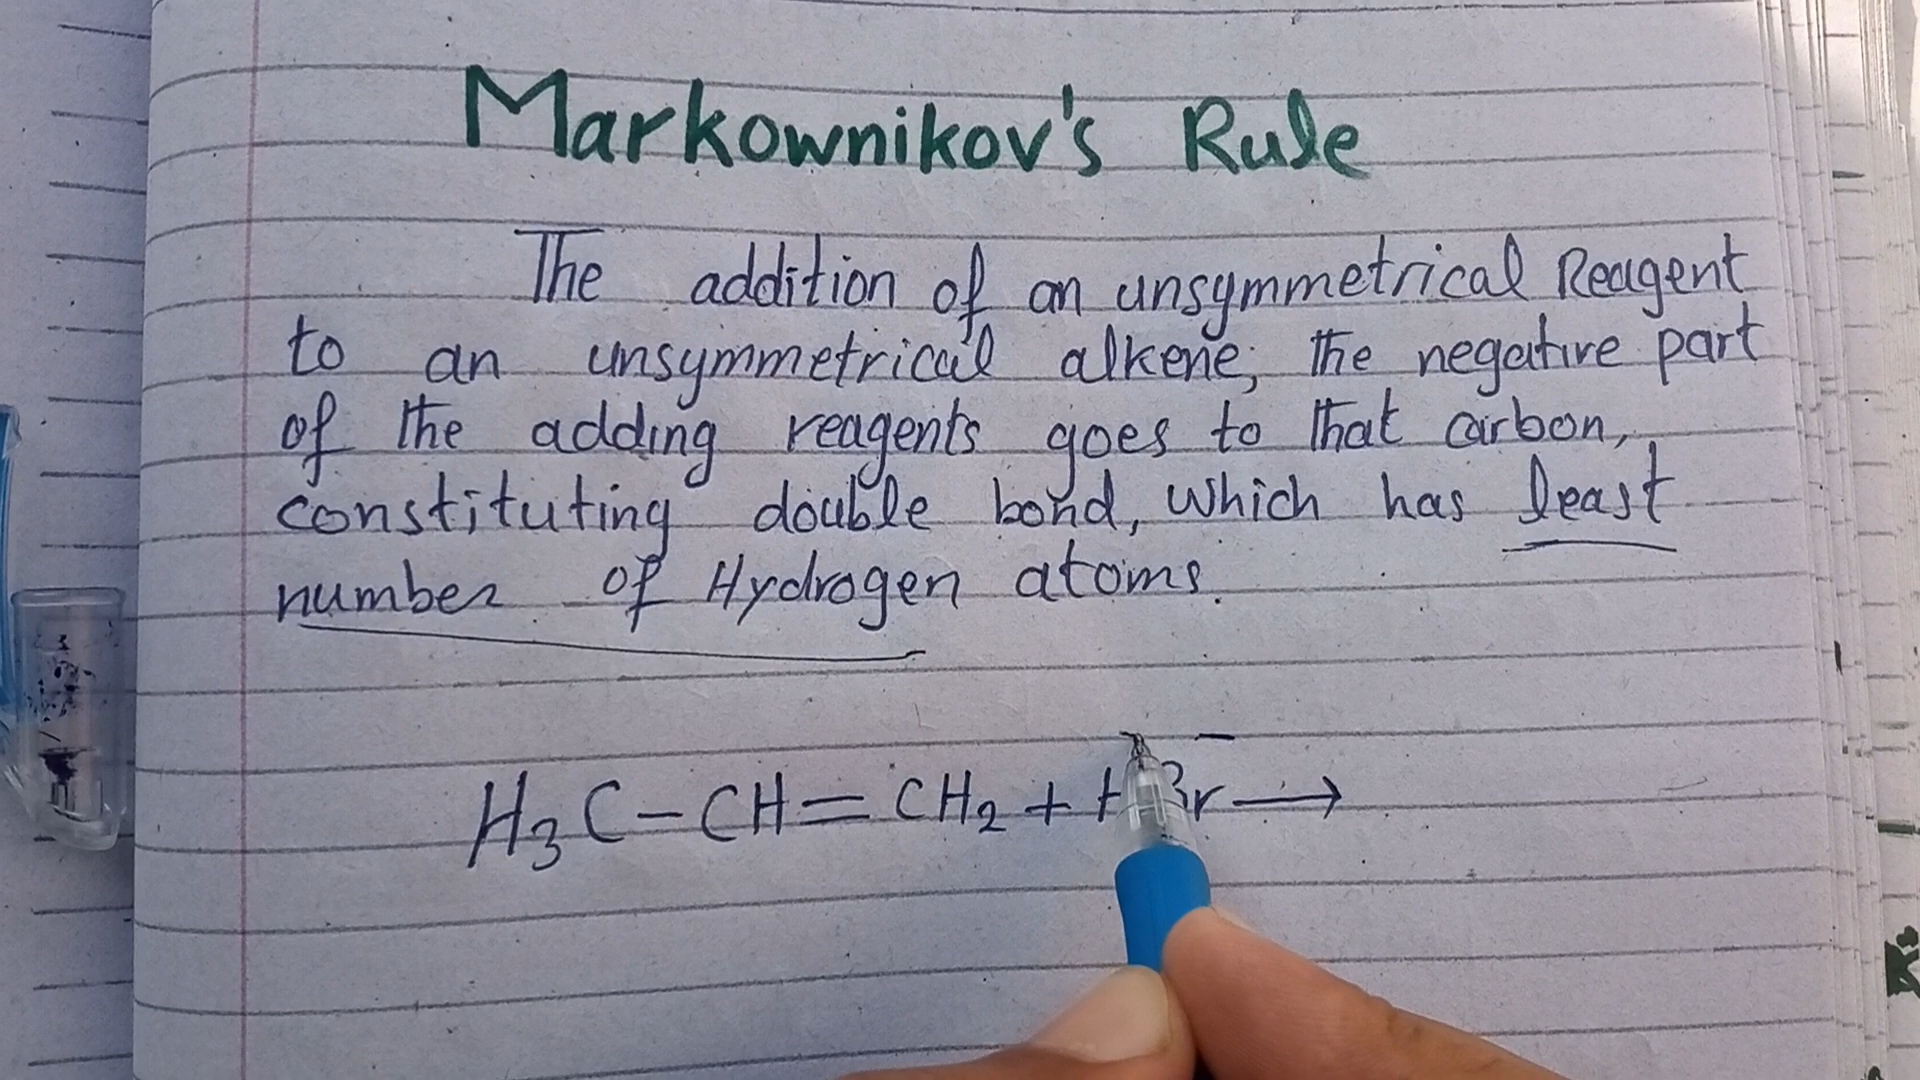 Markownikov's Rule
The addition of an unsymmetrical Reagent
to an unsymmetrical alkene, the negative part
of the adding reagents goes to that carbon,
constituting double bond, which has least
number of Hydrogen atoms.
H₃C−CH=CH₂ + HBr⁻ →